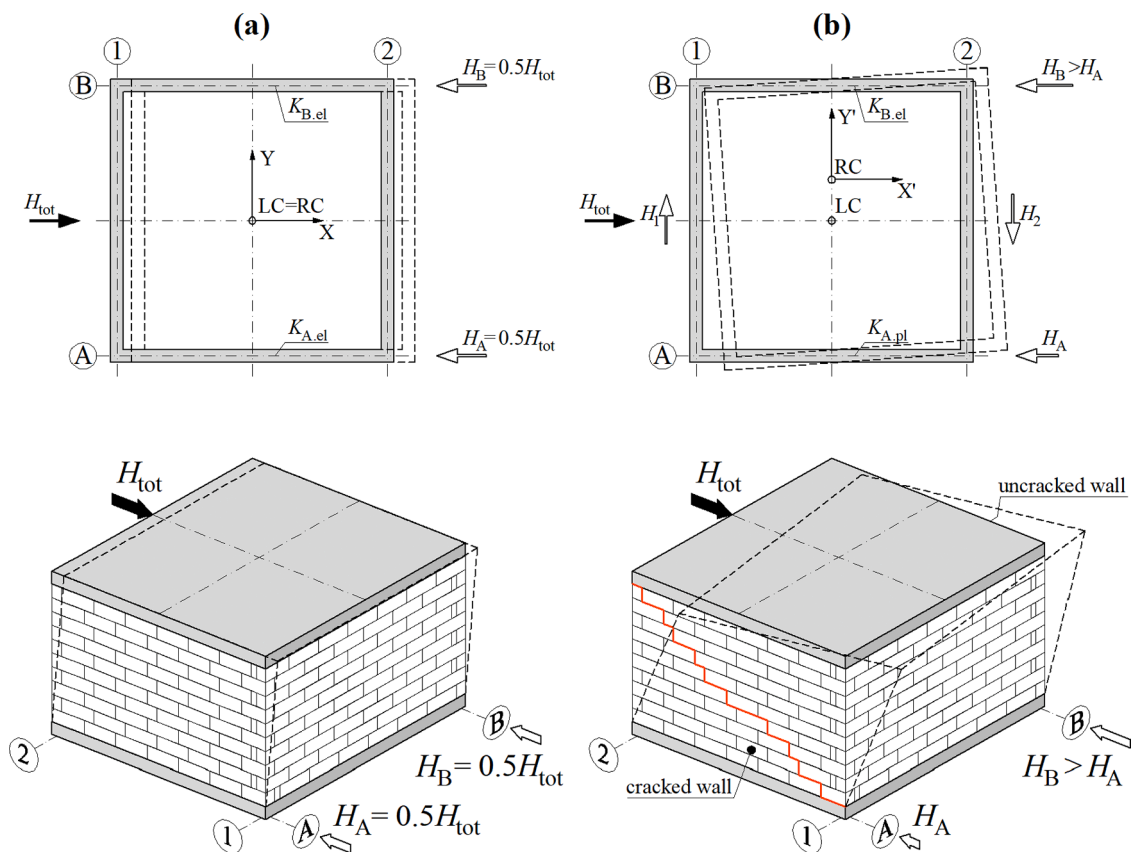 (a)
1
2
B
H_B = 0.5H_tot
K_B.el
Y
LC=RC
X
H_tot
K_A.el
A
H_A = 0.5H_tot
(b)
1
2
B
H_B > H_A
K_B.el
Y'
RC
X'
LC
H_tot
H_1
H_2
K_A.pl
A
H_A
H_tot
2
1
A
B
H_B = 0.5H_tot
H_A = 0.5H_tot
H_tot
uncracked wall
cracked wall
2
1
A
B
H_B > H_A
H_A